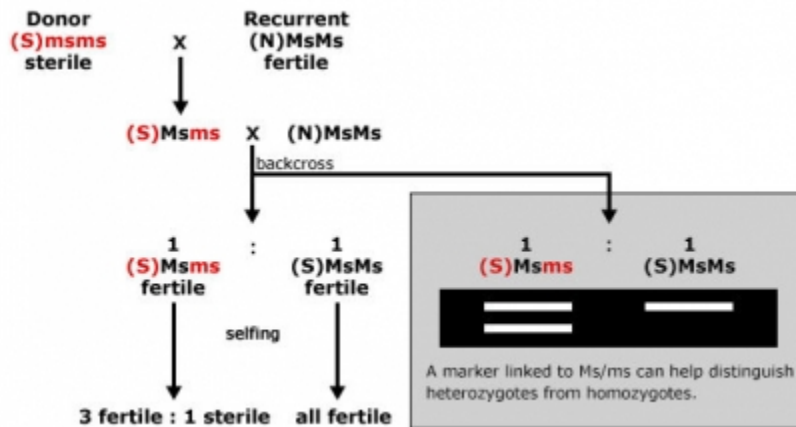 Donor
Recurrent
(S)msms
X
(N)MsMs
sterile
fertile
(S)Msms X (N)MsMs
backcross
1 : 1
(S)Msms (S)MsMs
fertile fertile
selfing
3 fertile : 1 sterile all fertile
1 : 1
(S)Msms (S)MsMs
A marker linked to Ms/ms can help distinguish
heterozygotes from homozygotes.